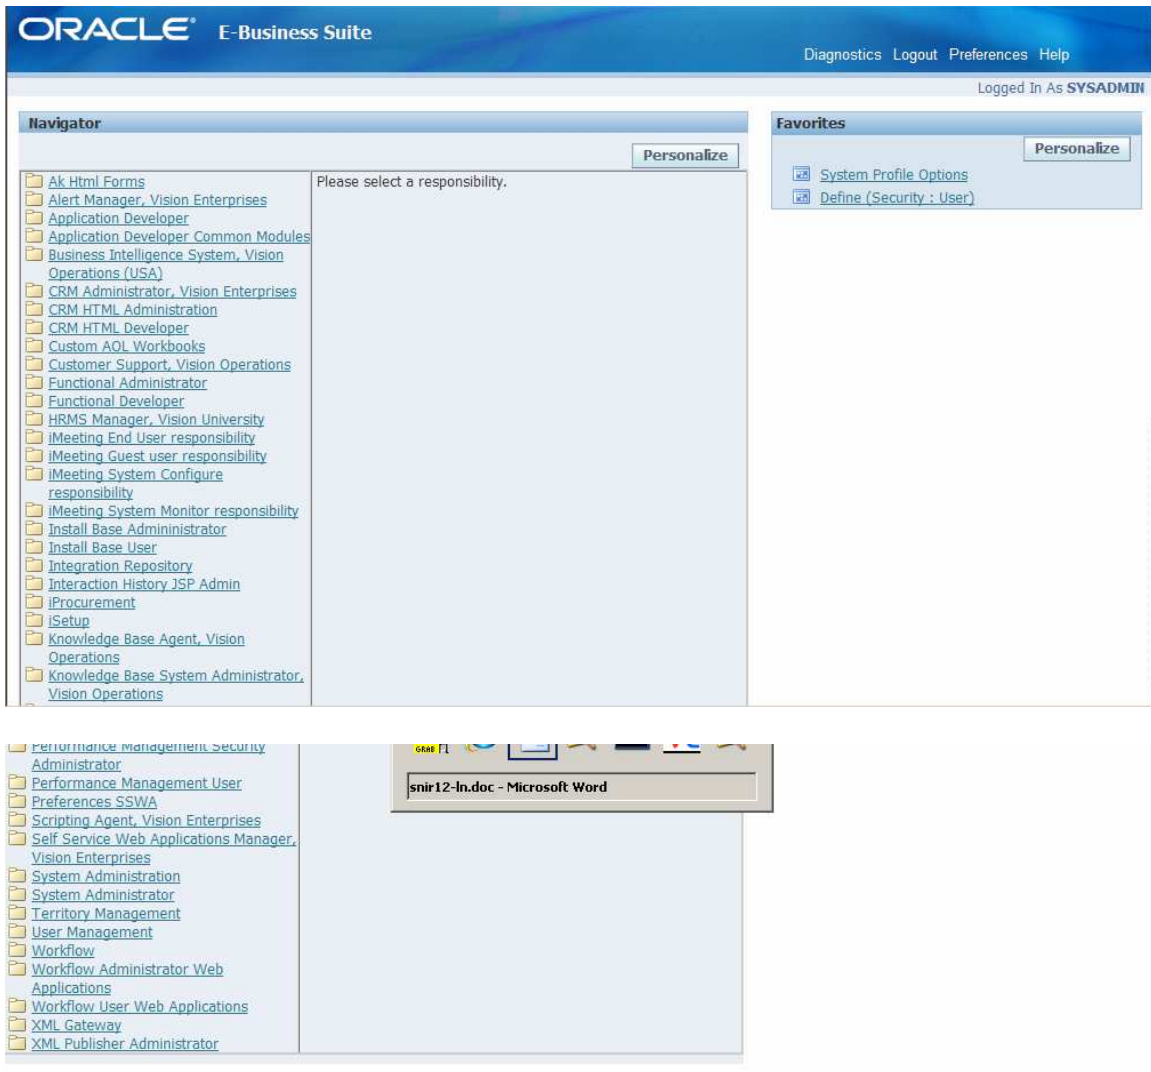 ORACLE® E-Business Suite
Diagnostics Logout Preferences Help
Logged In As SYSADMIN
Navigator
Personalize
Ak Html Forms
Alert Manager, Vision Enterprises
Application Developer
Application Developer Common Modules
Business Intelligence System, Vision
Operations (USA)
CRM Administrator, Vision Enterprises
CRM HTML Administration
CRM HTML Developer
Custom AOL Workbooks
Customer Support, Vision Operations
Functional Administrator
Functional Developer
HRMS Manager, Vision University
iMeeting End User responsibility
iMeeting Guest user responsibility
iMeeting System Configure
responsibility
iMeeting System Monitor responsibility
Install Base Admininistrator
Install Base User
Integration Repository
Interaction History JSP Admin
iProcurement
iSetup
Knowledge Base Agent, Vision
Operations
Knowledge Base System Administrator,
Vision Operations
Please select a responsibility.
Favorites
Personalize
System Profile Options
Define (Security : User)
Performance Management Security
Administrator
Performance Management User
Preferences SSWA
Scripting Agent, Vision Enterprises
Self Service Web Applications Manager,
Vision Enterprises
System Administration
System Administrator
Territory Management
User Management
Workflow
Workflow Administrator Web
Applications
Workflow User Web Applications
XML Gateway
XML Publisher Administrator
GRAB
snir12-ln.doc - Microsoft Word